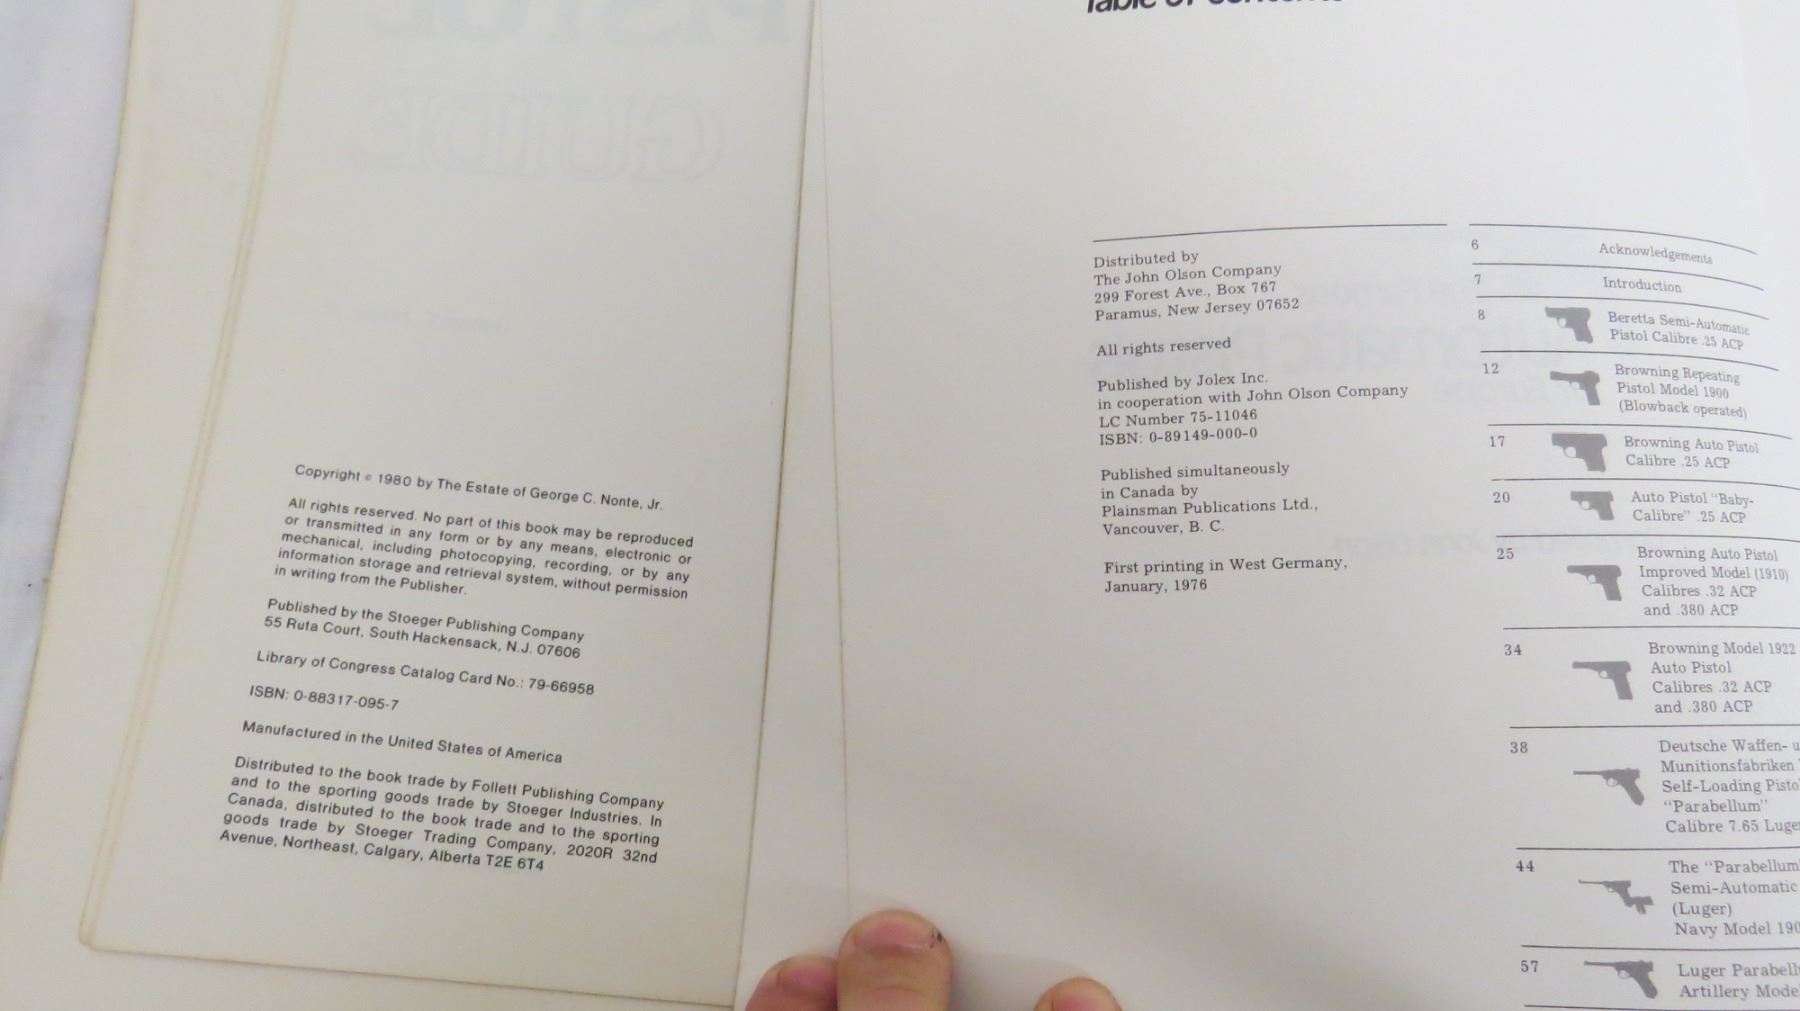 Copyright © 1980 by The Estate of George C. Nonte, Jr.
All rights reserved. No part of this book may be reproduced
or transmitted in any form or by any means, electronic or
mechanical, including photocopying, recording, or by any
information storage and retrieval system, without permission
in writing from the Publisher.
Published by the Stoeger Publishing Company
55 Ruta Court, South Hackensack, N.J. 07606
Library of Congress Catalog Card No.: 79-66958
ISBN: 0-88317-095-7
Manufactured in the United States of America
Distributed to the book trade by Follett Publishing Company
and to the sporting goods trade by Stoeger Industries. In
Canada, distributed to the book trade and to the sporting
goods trade by Stoeger Trading Company, 2020R 32nd
Avenue, Northeast, Calgary, Alberta T2E 6T4
Table of Contents
Distributed by
The John Olson Company
299 Forest Ave., Box 767
Paramus, New Jersey 07652
All rights reserved
Published by Jolex Inc.
in cooperation with John Olson Company
LC Number 75-11046
ISBN: 0-89149-000-0
Published simultaneously
in Canada by
Plainsman Publications Ltd.,
Vancouver, B. C.
First printing in West Germany,
January, 1976
6 Acknowledgements
7 Introduction
8 Beretta Semi-Automatic
Pistol Calibre .25 ACP
12 Browning Repeating
Pistol Model 1900
(Blowback operated)
17 Browning Auto Pistol
Calibre .25 ACP
20 Auto Pistol "Baby-
Calibre" .25 ACP
25 Browning Auto Pistol
Improved Model (1910)
Calibres .32 ACP
and .380 ACP
34 Browning Model 1922
Auto Pistol
Calibres .32 ACP
and .380 ACP
38 Deutsche Waffen- u
Munitionsfabriken
Self-Loading Pisto
"Parabellum"
Calibre 7.65 Luge
44 The "Parabellum
Semi-Automatic
(Luger)
Navy Model 190
57 Luger Parabell
Artillery Mode